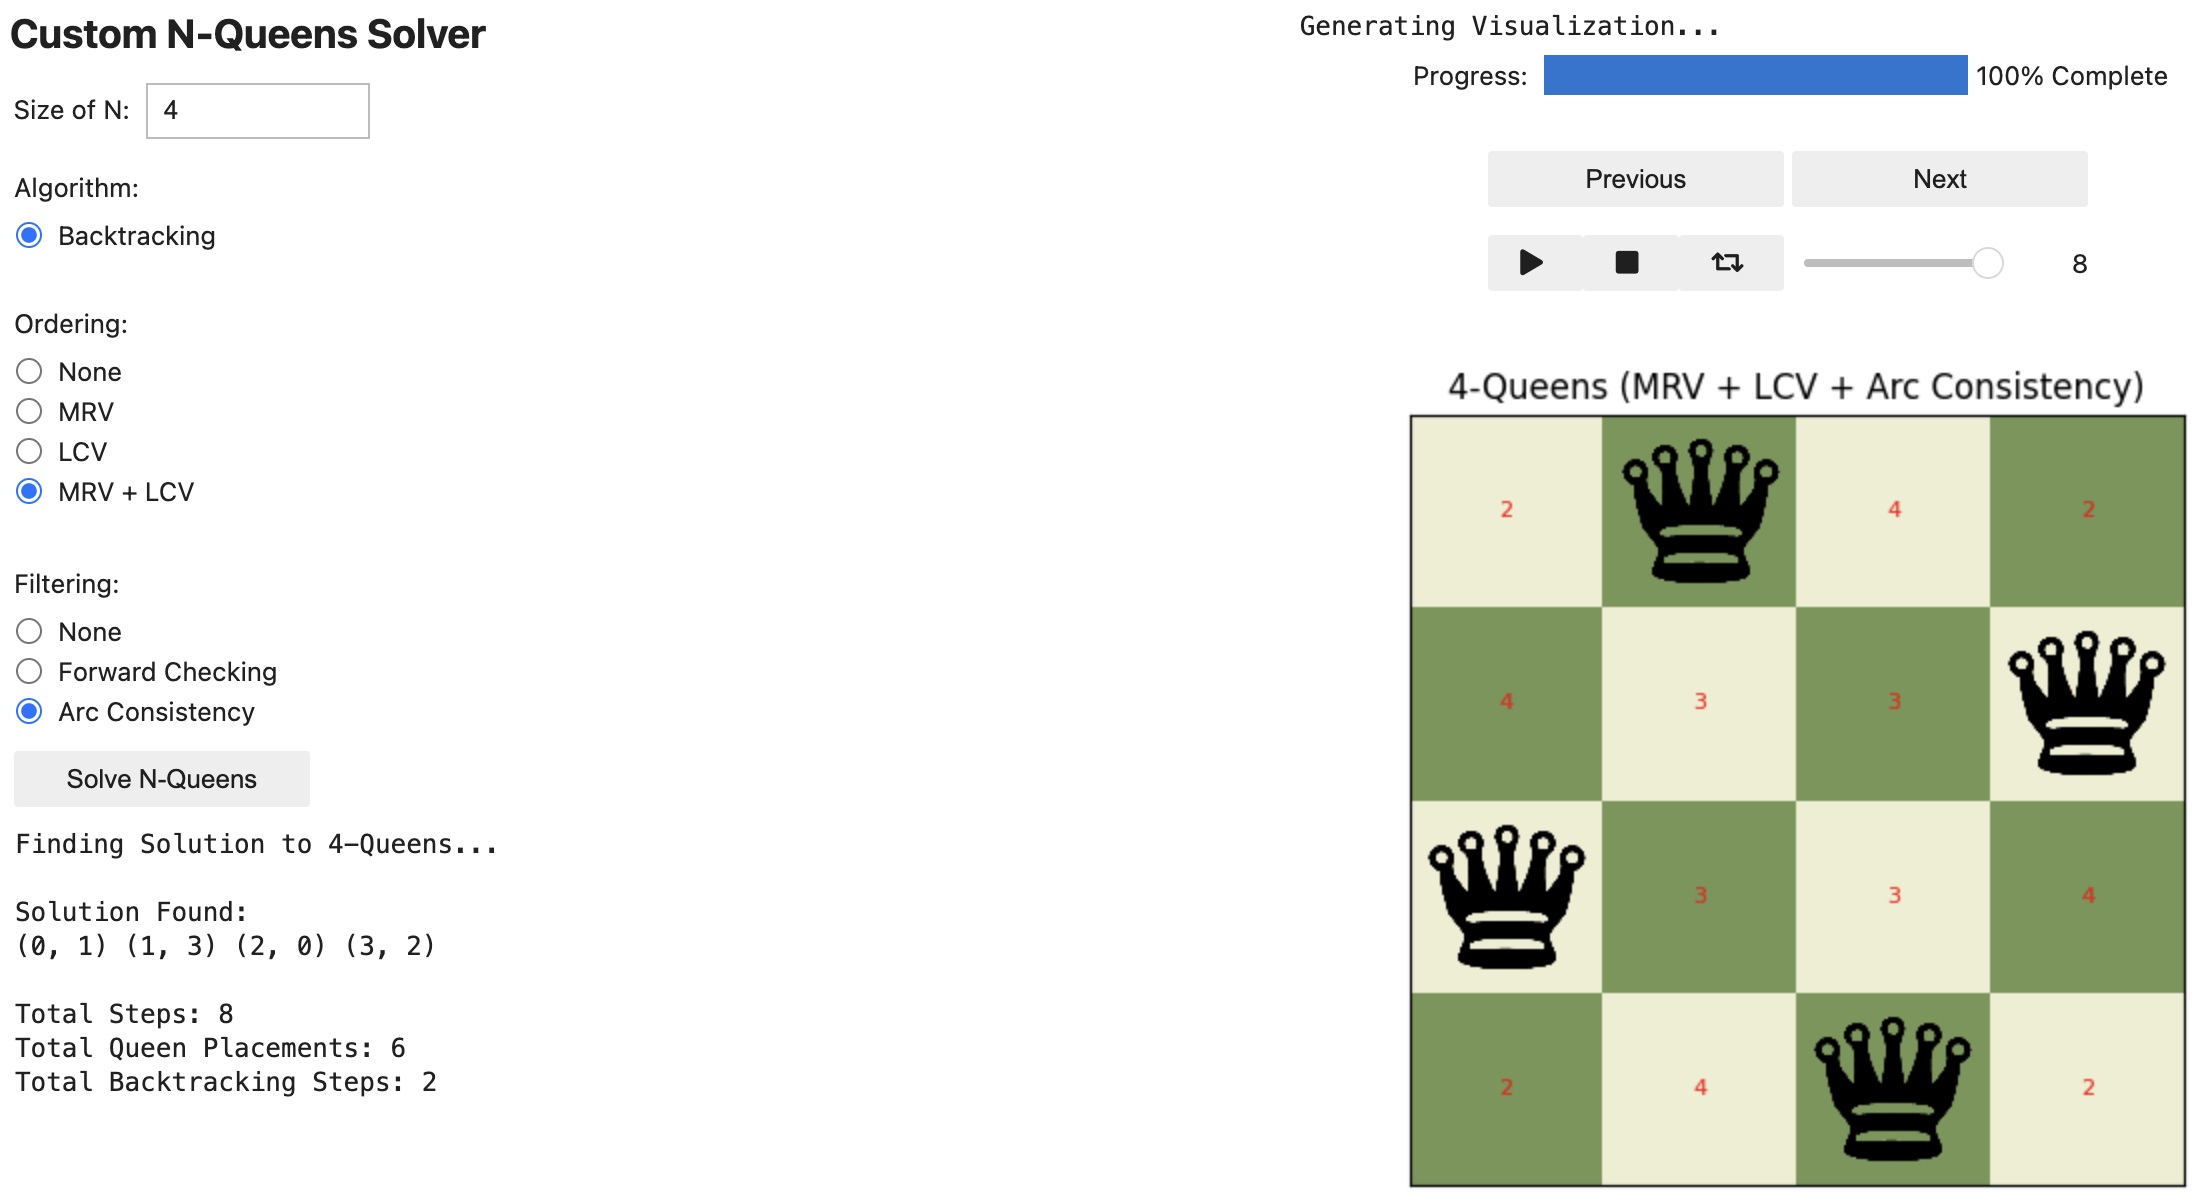 Custom N-Queens Solver
Size of N: 4
Algorithm:
Backtracking
Ordering:
None
MRV
LCV
MRV + LCV
Filtering:
None
Forward Checking
Arc Consistency
Solve N-Queens
Finding Solution to 4-Queens...
Solution Found:
(0, 1) (1, 3) (2, 0) (3, 2)
Total Steps: 8
Total Queen Placements: 6
Total Backtracking Steps: 2
Generating Visualization...
Progress: 100% Complete
Previous Next
8
4-Queens (MRV + LCV + Arc Consistency)
2 4 2
4 3 3
3 3 4
2 4 2